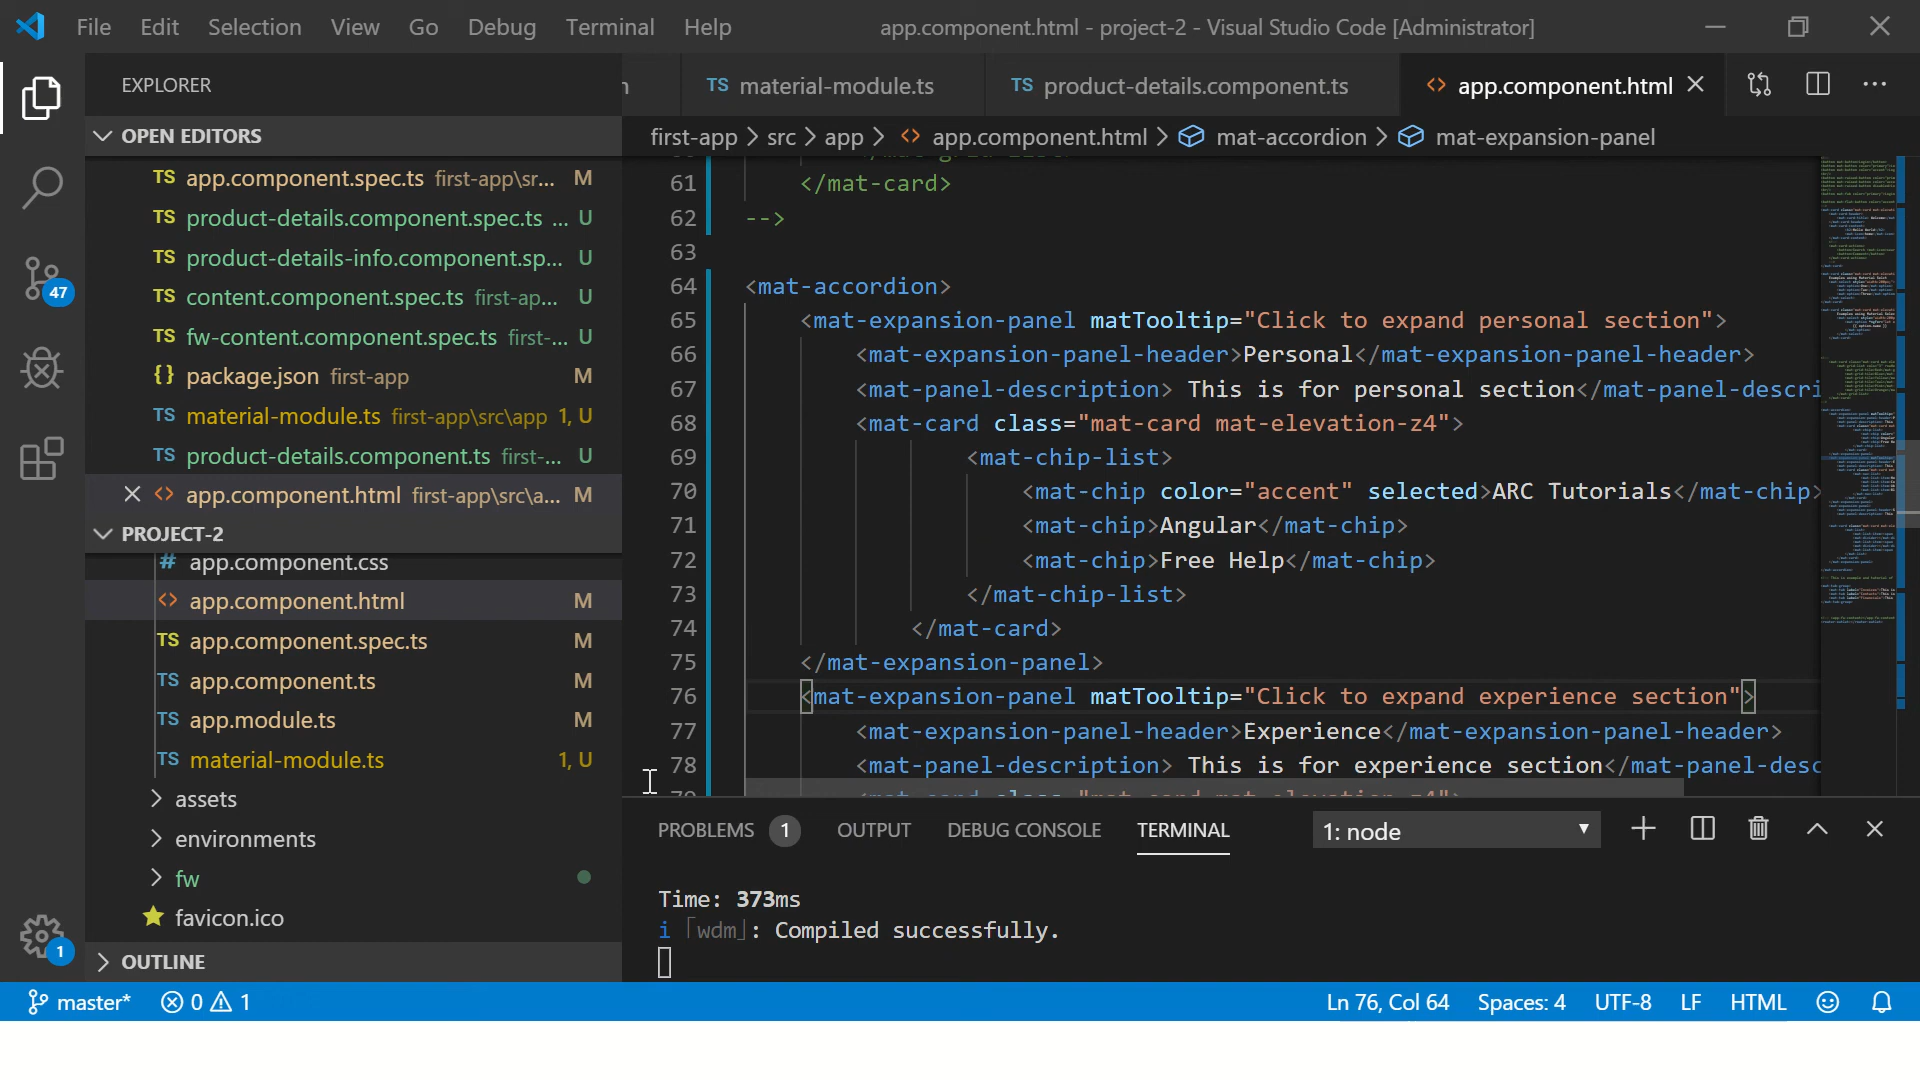 File Edit Selection View Go Debug Terminal Help
app.component.html - project-2 - Visual Studio Code [Administrator]
EXPLORER
TS material-module.ts
TS product-details.component.ts
<> app.component.html
OPEN EDITORS
first-app > src > app > <> app.component.html > mat-accordion > mat-expansion-panel
TS app.component.spec.ts first-app\sr... M
TS product-details.component.spec.ts ... U
TS product-details-info.component.sp... U
TS content.component.spec.ts first-ap... U
TS fw-content.component.spec.ts first-... U
{} package.json first-app M
TS material-module.ts first-app\src\app 1, U
TS product-details.component.ts first-... U
<> app.component.html first-app\src\a... M
PROJECT-2
# app.component.css
<> app.component.html M
TS app.component.spec.ts M
TS app.component.ts M
TS app.module.ts M
TS material-module.ts 1, U
assets
environments
fw
favicon.ico
OUTLINE
47
1
61 </mat-card>
62 -->
63
64 <mat-accordion>
65 <mat-expansion-panel matTooltip="Click to expand personal section">
66 <mat-expansion-panel-header>Personal</mat-expansion-panel-header>
67 <mat-panel-description> This is for personal section</mat-panel-descri
68 <mat-card class="mat-card mat-elevation-z4">
69 <mat-chip-list>
70 <mat-chip color="accent" selected>ARC Tutorials</mat-chip>
71 <mat-chip>Angular</mat-chip>
72 <mat-chip>Free Help</mat-chip>
73 </mat-chip-list>
74 </mat-card>
75 </mat-expansion-panel>
76 <mat-expansion-panel matTooltip="Click to expand experience section">
77 <mat-expansion-panel-header>Experience</mat-expansion-panel-header>
78 <mat-panel-description> This is for experience section</mat-panel-desc
PROBLEMS 1 OUTPUT DEBUG CONSOLE TERMINAL 1: node
Time: 373ms
i ｢wdm｣: Compiled successfully.
master* 0 1 Ln 76, Col 64 Spaces: 4 UTF-8 LF HTML